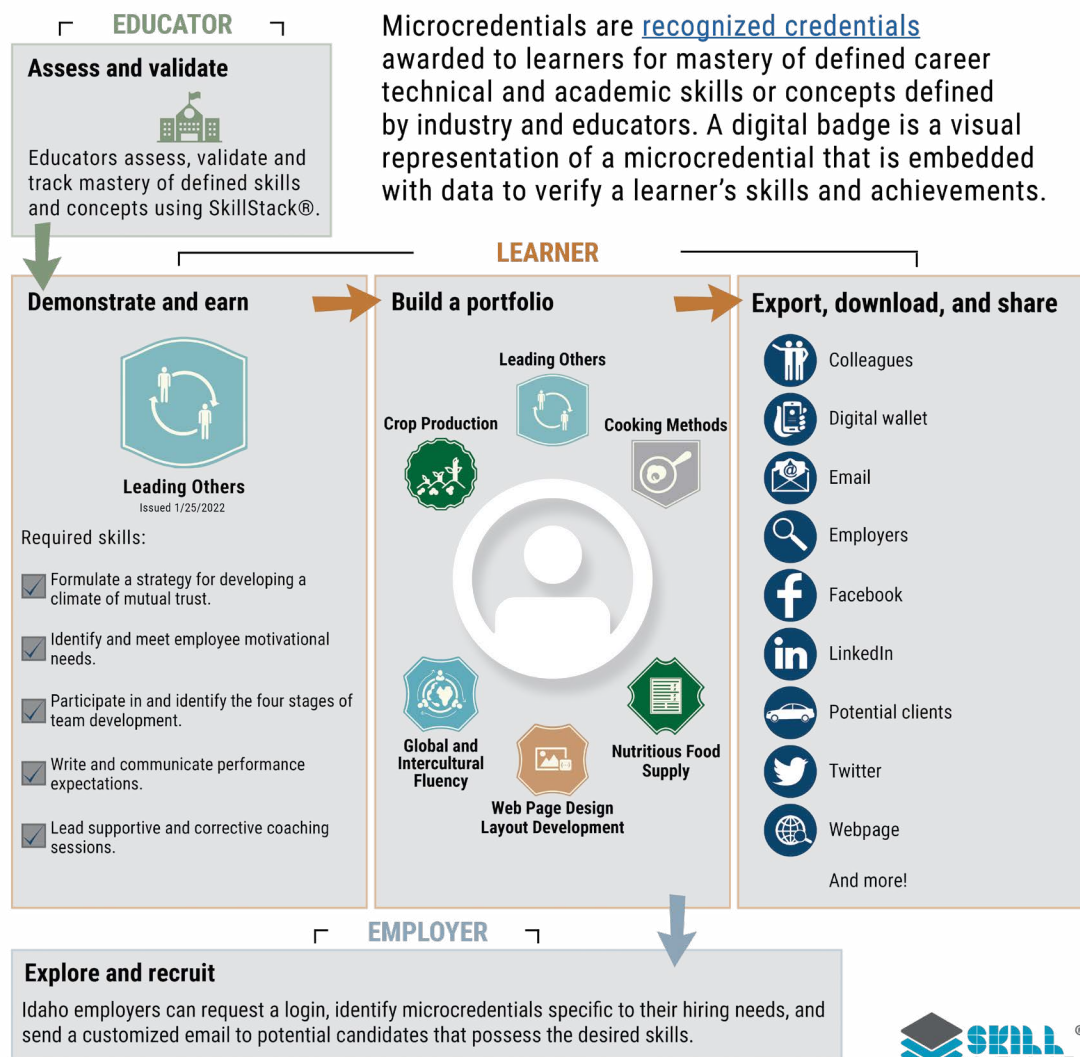 EDUCATOR
Assess and validate
Educators assess, validate and
track mastery of defined skills
and concepts using SkillStack®.
Microcredentials are recognized credentials
awarded to learners for mastery of defined career
technical and academic skills or concepts defined
by industry and educators. A digital badge is a visual
representation of a microcredential that is embedded
with data to verify a learner's skills and achievements.
LEARNER
Demonstrate and earn
Leading Others
Issued 1/25/2022
Required skills:
Formulate a strategy for developing a
climate of mutual trust.
Identify and meet employee motivational
needs.
Participate in and identify the four stages of
team development.
Write and communicate performance
expectations.
Lead supportive and corrective coaching
sessions.
Build a portfolio
Leading Others
Crop Production
Cooking Methods
Global and
Intercultural
Fluency
Web Page Design
Layout Development
Nutritious Food
Supply
Export, download, and share
Colleagues
Digital wallet
@
Email
Employers
f
Facebook
in
LinkedIn
Potential clients
Twitter
Webpage
And more!
EMPLOYER
Explore and recruit
Idaho employers can request a login, identify microcredentials specific to their hiring needs, and
send a customized email to potential candidates that possess the desired skills.
SKILL